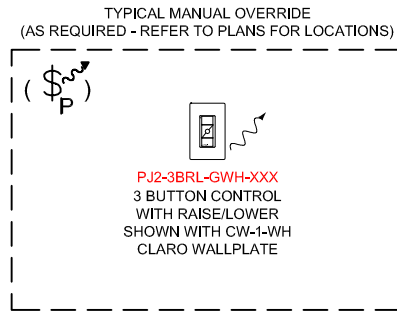 TYPICAL MANUAL OVERRIDE
(AS REQUIRED - REFER TO PLANS FOR LOCATIONS)
($P)
PJ2-3BRL-GWH-XXX
3 BUTTON CONTROL
WITH RAISE/LOWER
SHOWN WITH CW-1-WH
CLARO WALLPLATE